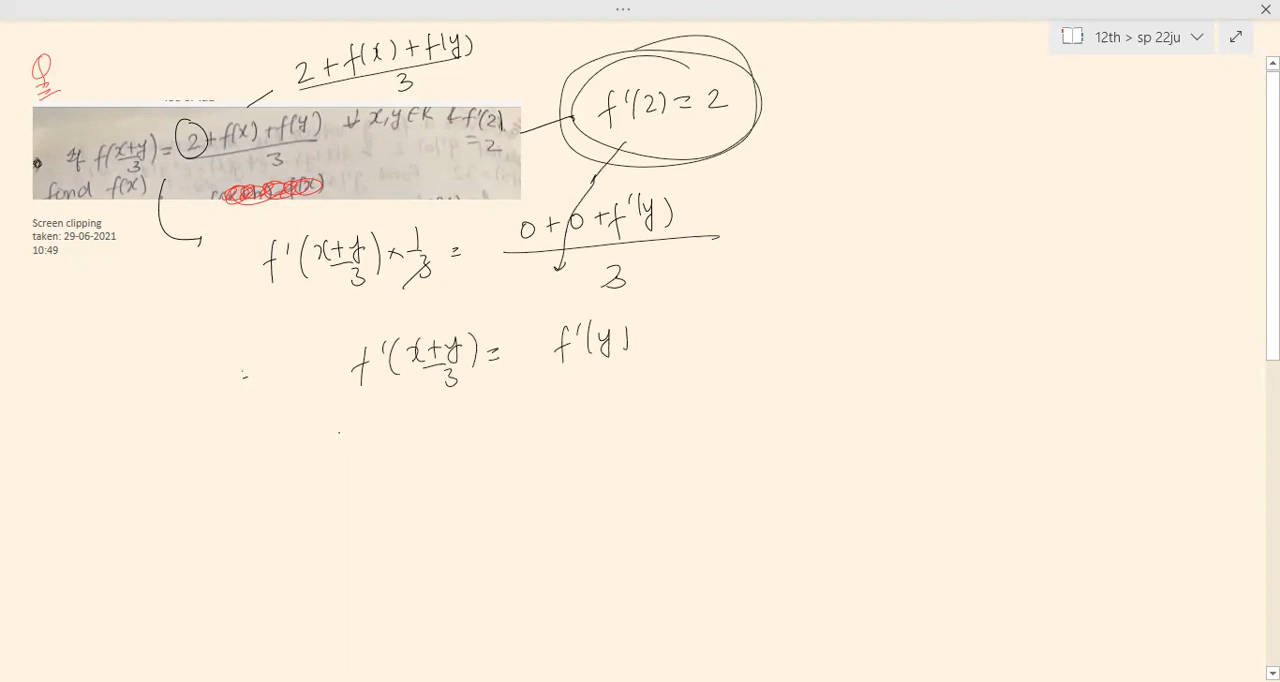 12th > sp 22ju
Q
2 + f(x) + f(y)
3
f'(2) = 2
If f(x+y/3) = 2 + f(x) + f(y)/3 ∀ x,y ∈ R & f'(2) = 2
fond f(x)
Screen clipping
taken: 29-06-2021
10:49
f'(x+y/3) × 1/3 = 0 + 0 + f'(y)/3
f'(x+y/3) = f'(y)